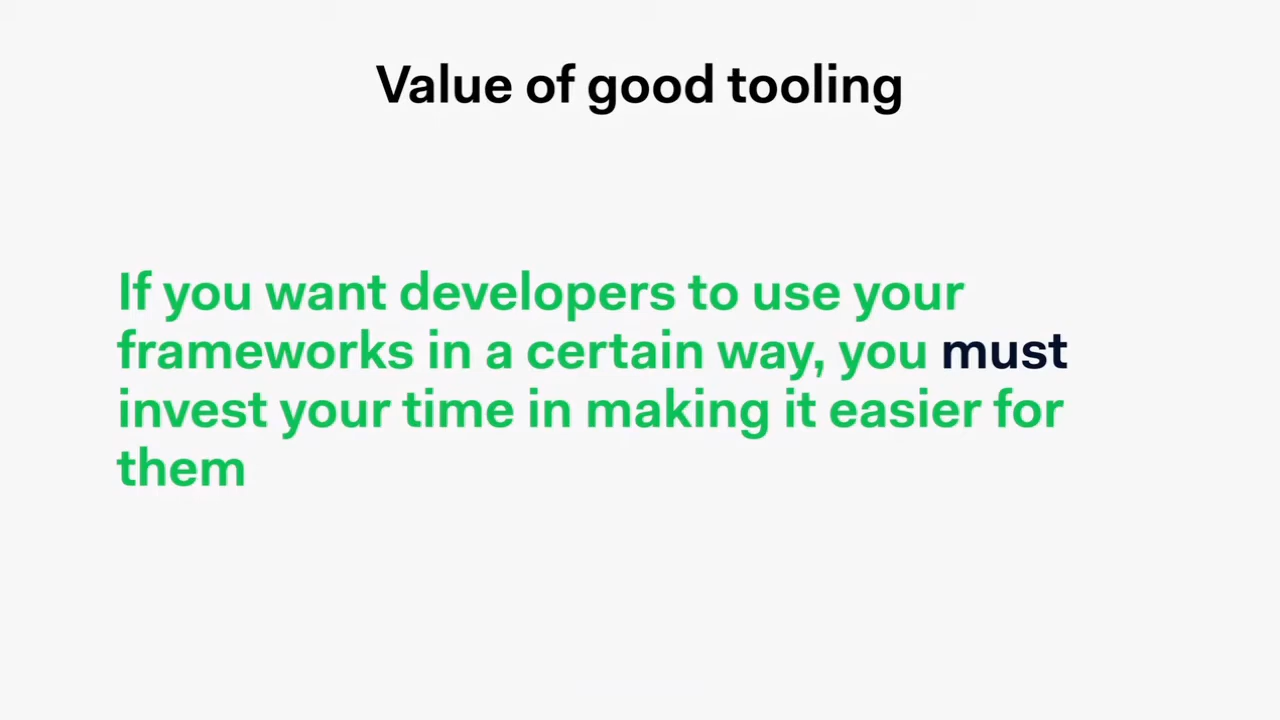 Value of good tooling
If you want developers to use your
frameworks in a certain way, you must
invest your time in making it easier for
them